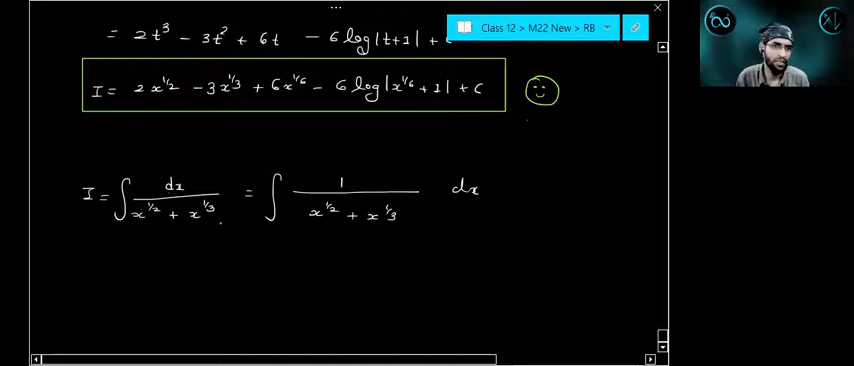 = 2t³ - 3t² + 6t - 6 log|t+1| + C
Class 12 > M22 New > RB
I = 2x^1/2 - 3x^1/3 + 6x^1/6 - 6 log|x^1/6 + 1| + C
I = ∫ dx / (x^1/2 + x^1/3) = ∫ 1 / (x^1/2 + x^1/3) dx